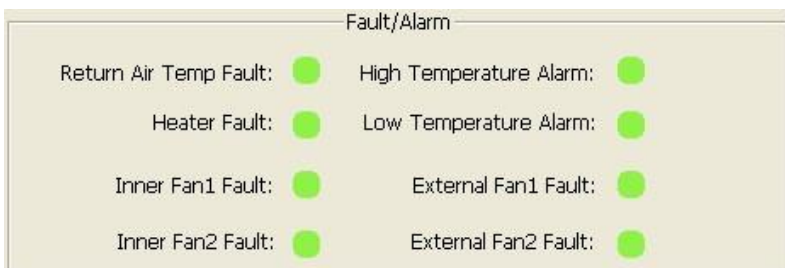 Fault/Alarm
Return Air Temp Fault: High Temperature Alarm:
Heater Fault: Low Temperature Alarm:
Inner Fan1 Fault: External Fan1 Fault:
Inner Fan2 Fault: External Fan2 Fault: